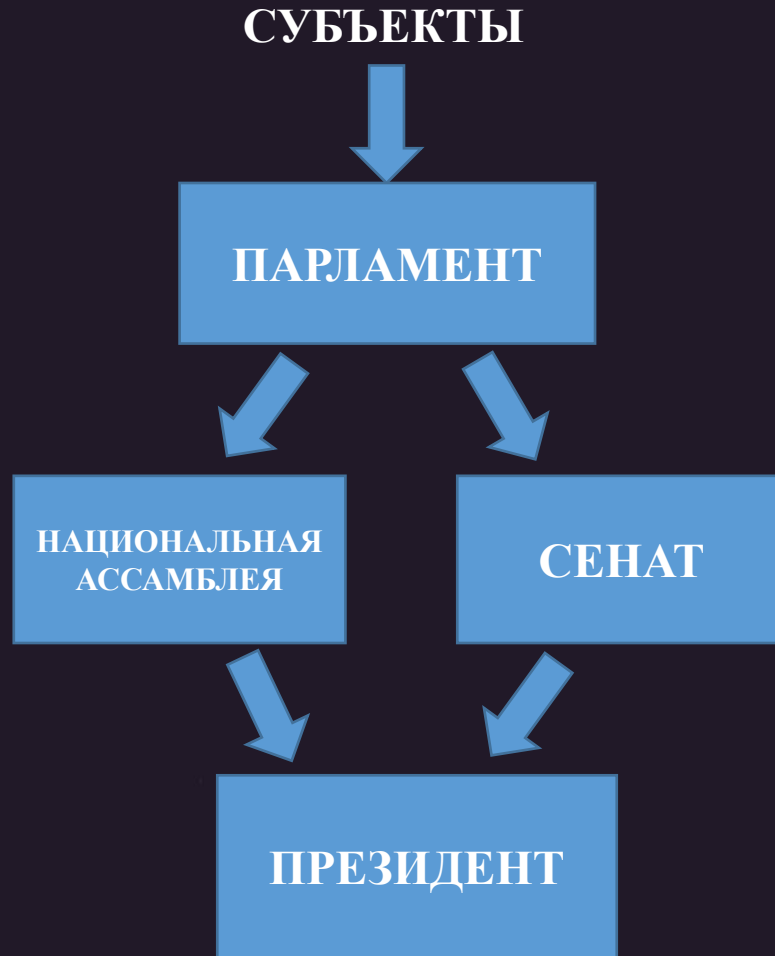 СУБЪЕКТЫ
ПАРЛАМЕНТ
НАЦИОНАЛЬНАЯ
АССАМБЛЕЯ
СЕНАТ
ПРЕЗИДЕНТ